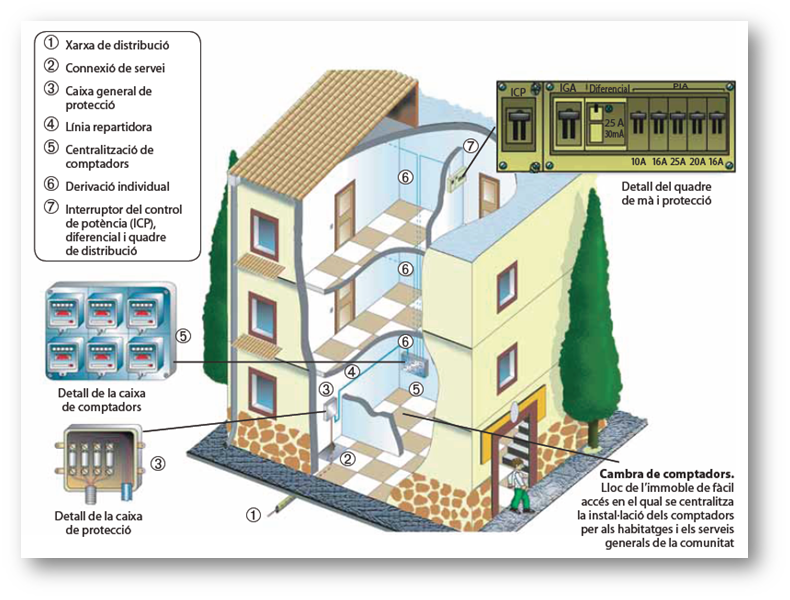 ① Xarxa de distribució
② Connexió de servei
③ Caixa general de
protecció
④ Línia repartidora
⑤ Centralització de
comptadors
⑥ Derivació individual
⑦ Interruptor del control
de potència (ICP),
diferencial i quadre
de distribució
ICP
IGA
Diferencial
PIA
25 A
30mA
10A 16A 25A 20A 16A
Detall del quadre
de mà i protecció
⑦
⑥
⑥
⑥
⑤
④
③
⑤
②
①
⑤
Detall de la caixa
de comptadors
③
Detall de la caixa
de protecció
Cambra de comptadors.
Lloc de l'immoble de fàcil
accés en el qual se centralitza
la instal·lació dels comptadors
per als habitatges i els serveis
generals de la comunitat